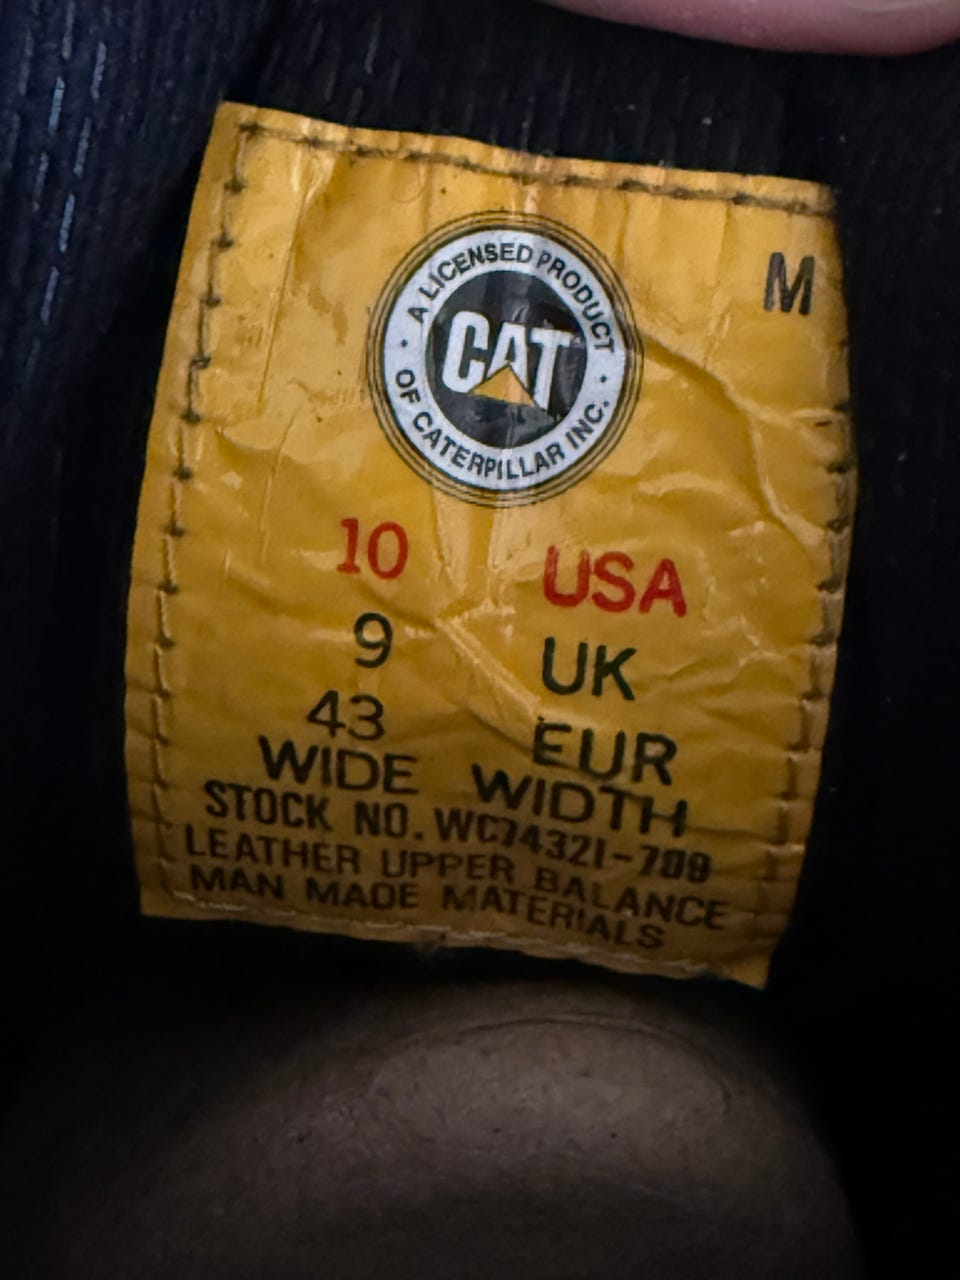 M
A LICENSED PRODUCT
CAT
OF CATERPILLAR INC.
10 USA
9 UK
43 EUR
WIDE WIDTH
STOCK NO. WC74321-709
LEATHER UPPER BALANCE
MAN MADE MATERIALS